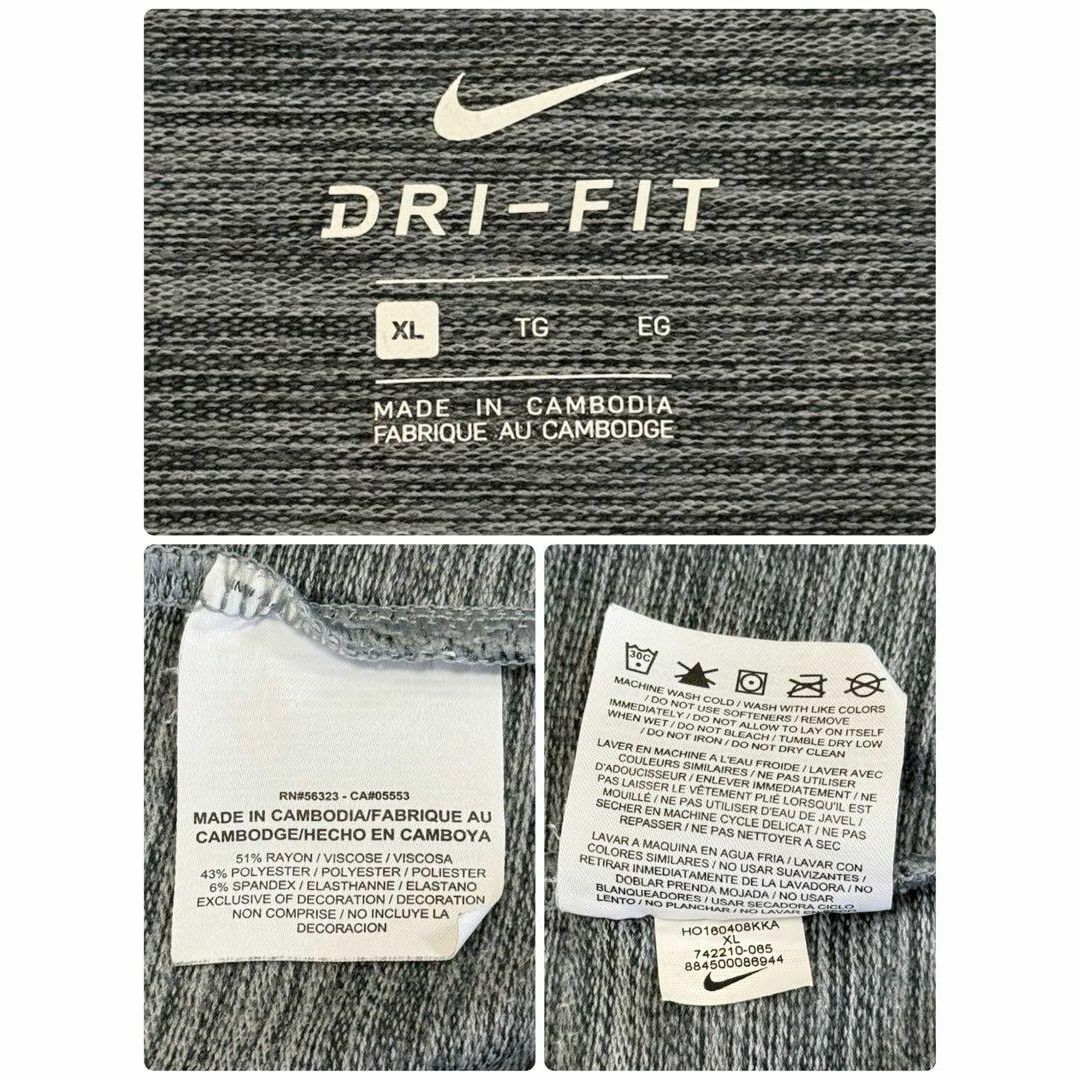 DRI-FIT
XL TG EG
MADE IN CAMBODIA
FABRIQUE AU CAMBODGE
RN#56323 - CA#05553
MADE IN CAMBODIA/FABRIQUE AU
CAMBODGE/HECHO EN CAMBOYA
51% RAYON / VISCOSE / VISCOSA
43% POLYESTER / POLYESTER / POLIESTER
6% SPANDEX / ELASTHANNE / ELASTANO
EXCLUSIVE OF DECORATION / DECORATION
NON COMPRISE / NO INCLUYE LA
DECORACION
30C
MACHINE WASH COLD / WASH WITH LIKE COLORS
/ DO NOT USE SOFTENERS / REMOVE
IMMEDIATELY / DO NOT ALLOW TO LAY ON ITSELF
WHEN WET / DO NOT BLEACH / TUMBLE DRY LOW
/ DO NOT IRON / DO NOT DRY CLEAN
LAVER EN MACHINE A L'EAU FROIDE / LAVER AVEC
COULEURS SIMILAIRES / NE PAS UTILISER
D'ADOUCISSEUR / ENLEVER IMMEDIATEMENT / NE
PAS LAISSER LE VÊTEMENT PLIÉ LORSQU'IL EST
MOUILLÉ / NE PAS UTILISER D'EAU DE JAVEL /
SECHER EN MACHINE CYCLE DELICAT / NE PAS
REPASSER / NE PAS NETTOYER A SEC
LAVAR A MAQUINA EN AGUA FRIA / LAVAR CON
COLORES SIMILARES / NO USAR SUAVIZANTES /
RETIRAR INMEDIATAMENTE DE LA LAVADORA / NO
DOBLAR PRENDA MOJADA / NO USAR
BLANQUEADORES / USAR SECADORA CICLO
LENTO / NO PLANCHAR / NO LAVAR EN
HO160408KKA
XL
742210-065
884500086944